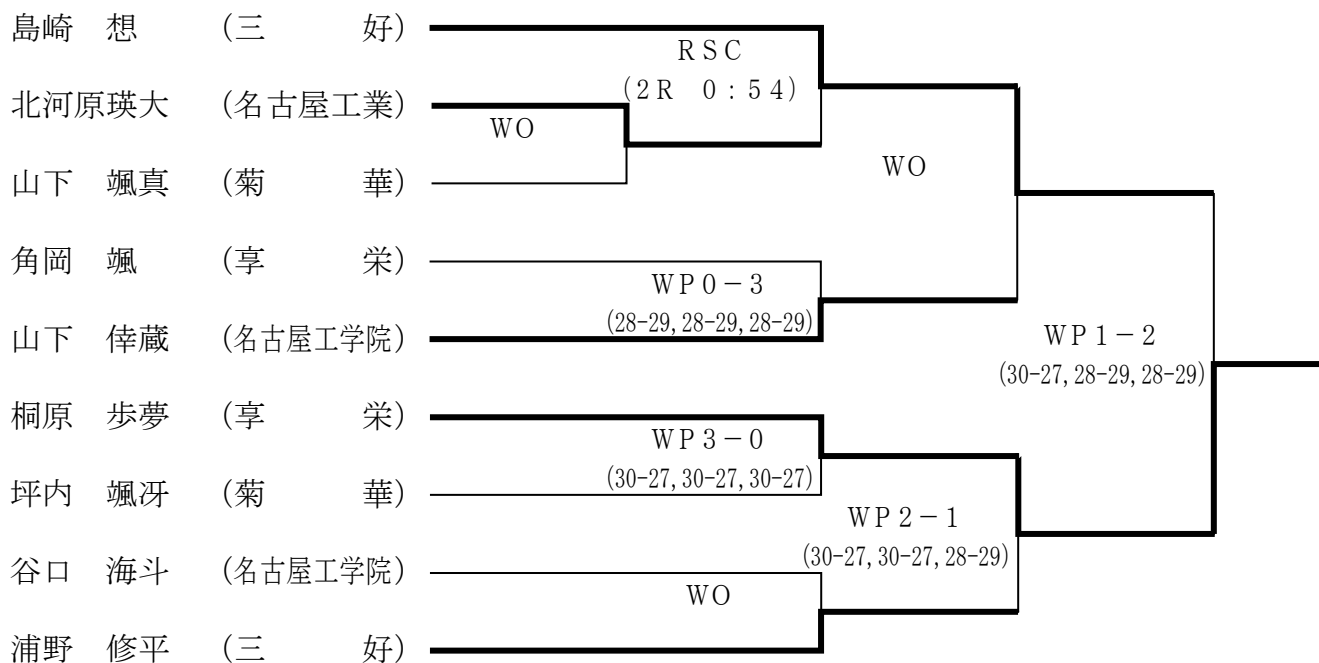 島崎　想　（三　　　好）
RSC
(2R　0：54)
北河原瑛大　（名古屋工業）
WO
山下　颯真　（菊　　　華）
WO
角岡　颯　（享　　　栄）
WP0－3
(28-29,28-29,28-29)
山下　倖蔵　（名古屋工学院）
WP1－2
(30-27,28-29,28-29)
桐原　歩夢　（享　　　栄）
WP3－0
(30-27,30-27,30-27)
坪内　颯冴　（菊　　　華）
WP2－1
(30-27,30-27,28-29)
谷口　海斗　（名古屋工学院）
WO
浦野　修平　（三　　　好）